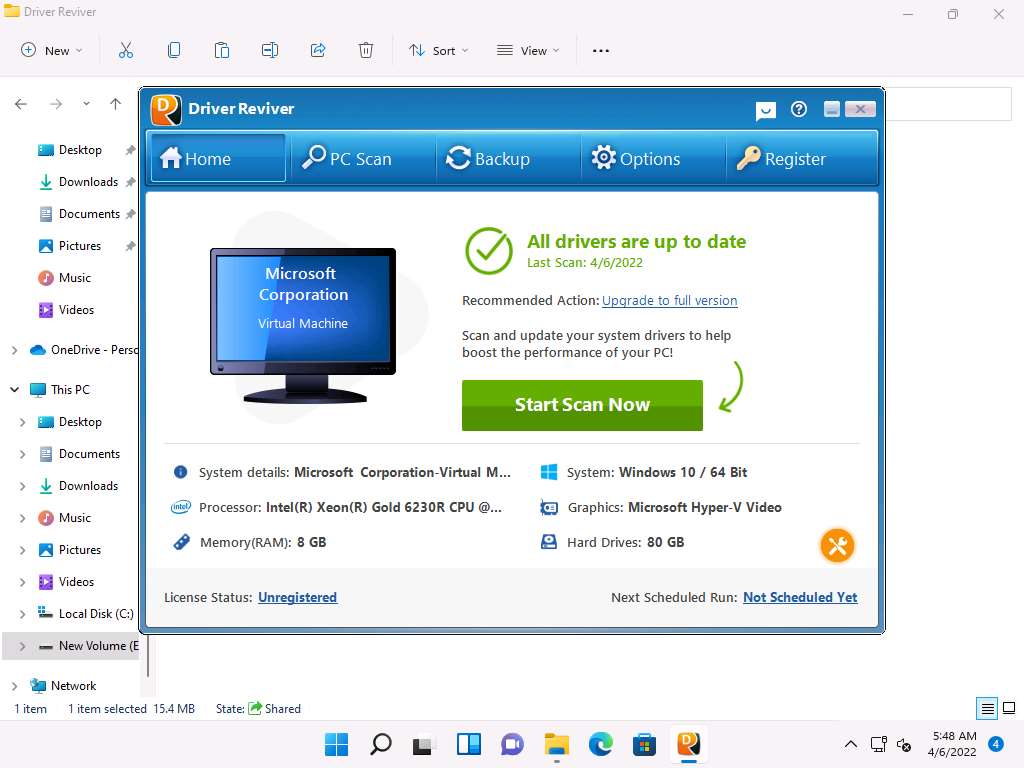 Driver Reviver
New
Sort
View
Driver Reviver
Home
PC Scan
Backup
Options
Register
Desktop
Downloads
Documents
Pictures
Music
Videos
OneDrive - Perso
This PC
Desktop
Documents
Downloads
Music
Pictures
Videos
Local Disk (C:)
New Volume (E
Network
Microsoft
Corporation
Virtual Machine
All drivers are up to date
Last Scan: 4/6/2022
Recommended Action: Upgrade to full version
Scan and update your system drivers to help
boost the performance of your PC!
Start Scan Now
System details: Microsoft Corporation-Virtual M...
System: Windows 10 / 64 Bit
intel
Processor: Intel(R) Xeon(R) Gold 6230R CPU @...
Graphics: Microsoft Hyper-V Video
Memory(RAM): 8 GB
Hard Drives: 80 GB
License Status: Unregistered
Next Scheduled Run: Not Scheduled Yet
1 item
1 item selected 15.4 MB
State: Shared
5:48 AM
4/6/2022
4